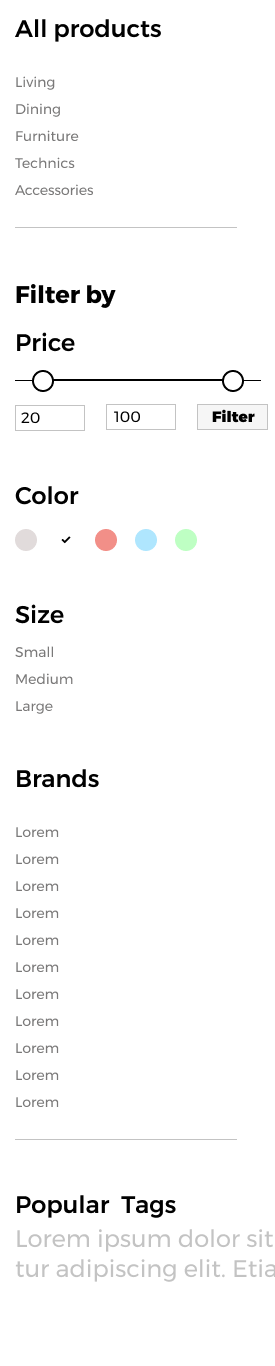 All products
Living
Dining
Furniture
Technics
Accessories
Filter by
Price
20 100 Filter
Color
Size
Small
Medium
Large
Brands
Lorem
Lorem
Lorem
Lorem
Lorem
Lorem
Lorem
Lorem
Lorem
Lorem
Lorem
Popular Tags
Lorem ipsum dolor sit
tur adipiscing elit. Etia